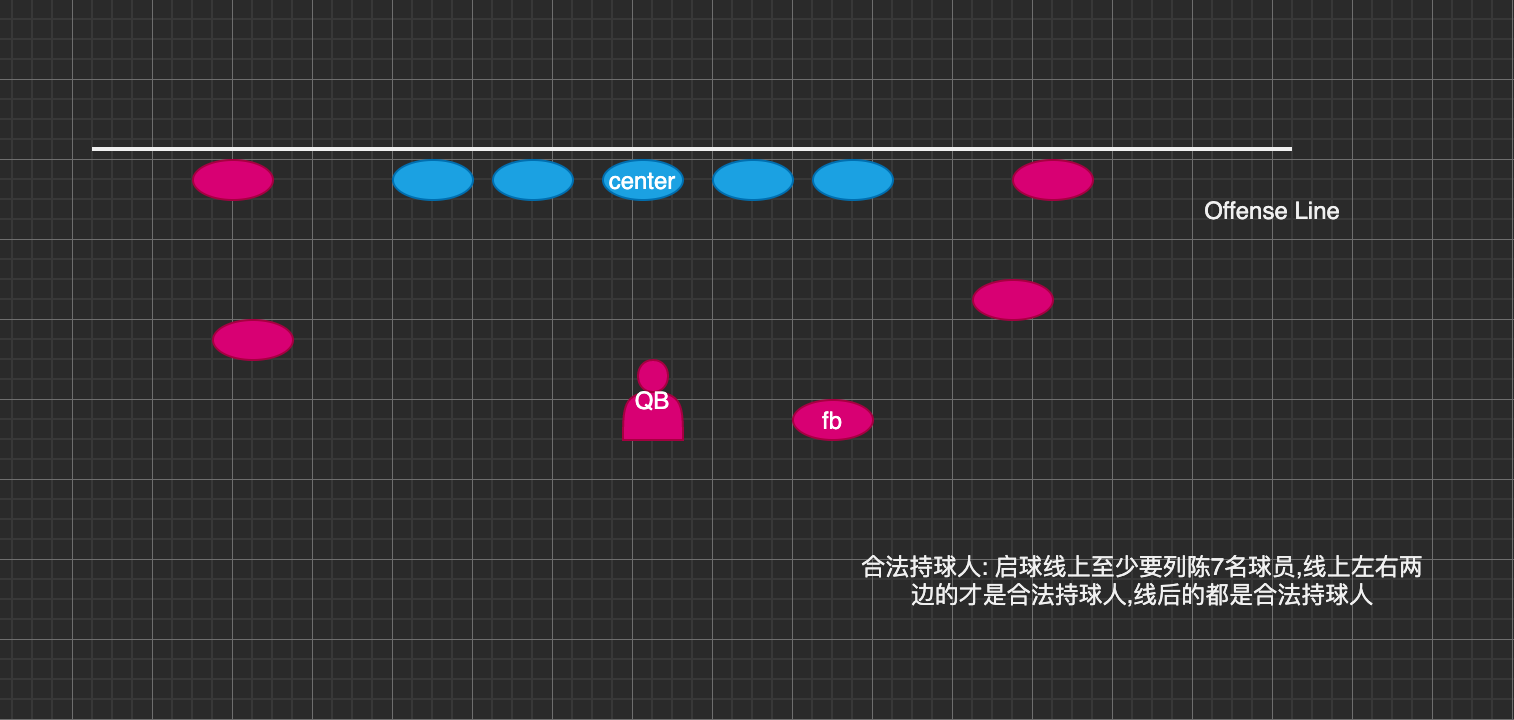 center
Offense Line
QB
fb
合法持球人: 启球线上至少要列陈7名球员,线上左右两
边的才是合法持球人,线后的都是合法持球人